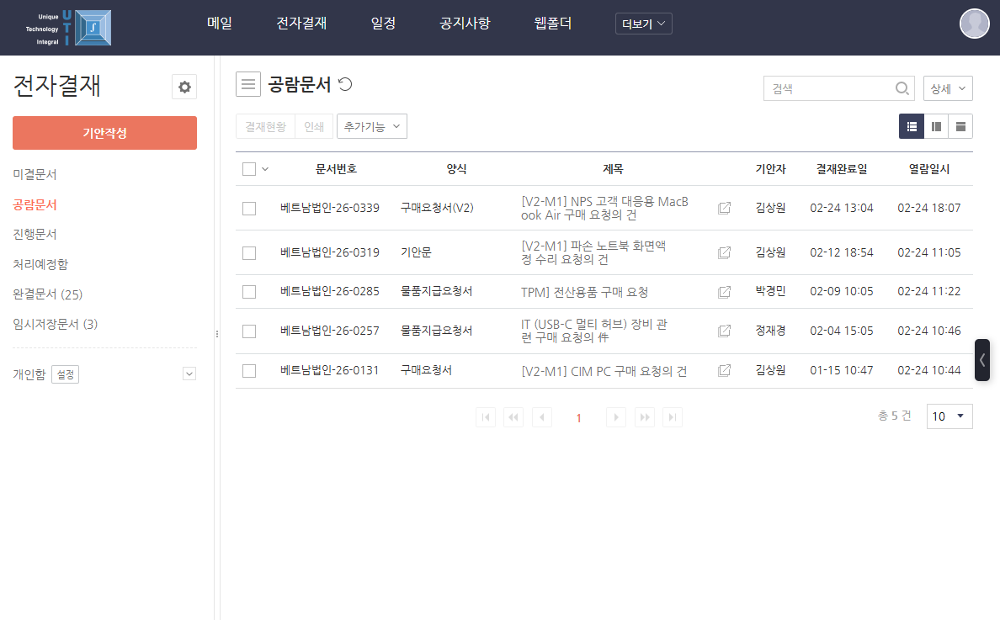 Unique
Technology
Integral
UTI
메일 전자결재 일정 공지사항 웹폴더 더보기
전자결재
기안작성
미결문서
공람문서
진행문서
처리예정함
완결문서 (25)
임시저장문서 (3)
개인함 설정
공람문서
검색 상세
결재현황 인쇄 추가기능
문서번호 양식 제목 기안자 결재완료일 열람일시
베트남법인-26-0339 구매요청서(V2) [V2-M1] NPS 고객 대응용 MacB
ook Air 구매 요청의 건 김상원 02-24 13:04 02-24 18:07
베트남법인-26-0319 기안문 [V2-M1] 파손 노트북 화면액
정 수리 요청의 건 김상원 02-12 18:54 02-24 11:05
베트남법인-26-0285 물품지급요청서 TPM] 전산용품 구매 요청 박경민 02-09 10:05 02-24 11:22
베트남법인-26-0257 물품지급요청서 IT (USB-C 멀티 허브) 장비 관
련 구매 요청의 件 정재경 02-04 15:05 02-24 10:46
베트남법인-26-0131 구매요청서 [V2-M1] CIM PC 구매 요청의 건 김상원 01-15 10:47 02-24 10:44
1
총 5 건 10